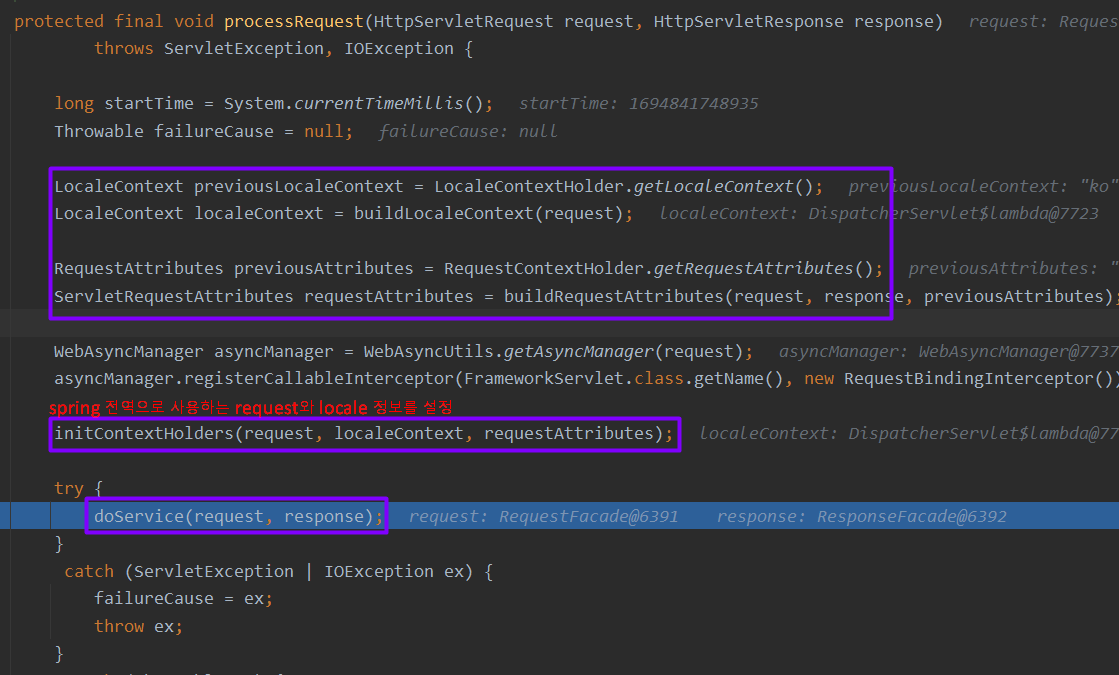 protected final void processRequest(HttpServletRequest request, HttpServletResponse response) request: Reques
throws ServletException, IOException {
long startTime = System.currentTimeMillis(); startTime: 1694841748935
Throwable failureCause = null; failureCause: null
LocaleContext previousLocaleContext = LocaleContextHolder.getLocaleContext(); previousLocaleContext: "ko"
LocaleContext localeContext = buildLocaleContext(request); localeContext: DispatcherServlet$lambda@7723
RequestAttributes previousAttributes = RequestContextHolder.getRequestAttributes(); previousAttributes: "
ServletRequestAttributes requestAttributes = buildRequestAttributes(request, response, previousAttributes);
WebAsyncManager asyncManager = WebAsyncUtils.getAsyncManager(request); asyncManager: WebAsyncManager@7737
asyncManager.registerCallableInterceptor(FrameworkServlet.class.getName(), new RequestBindingInterceptor())
spring 전역으로 사용하는 request와 locale 정보를 설정
initContextHolders(request, localeContext, requestAttributes); localeContext: DispatcherServlet$lambda@77
try {
doService(request, response); request: RequestFacade@6391 response: ResponseFacade@6392
}
catch (ServletException | IOException ex) {
failureCause = ex;
throw ex;
}